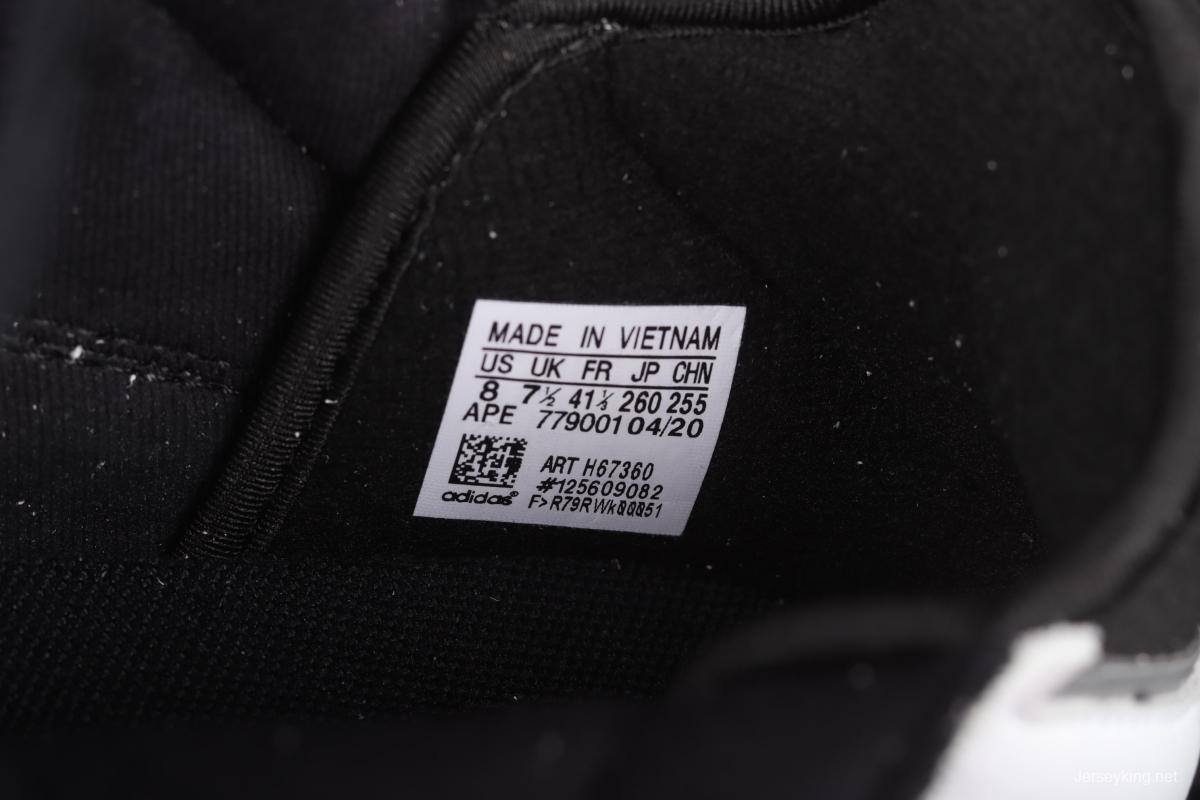 MADE IN VIETNAM
US UK FR JP CHN
8 7½ 41⅓ 260 255
APE 779001 04/20
ART H67360
#125609082
adidas®
F>R79RWkQQQ51
Jerseyking.net